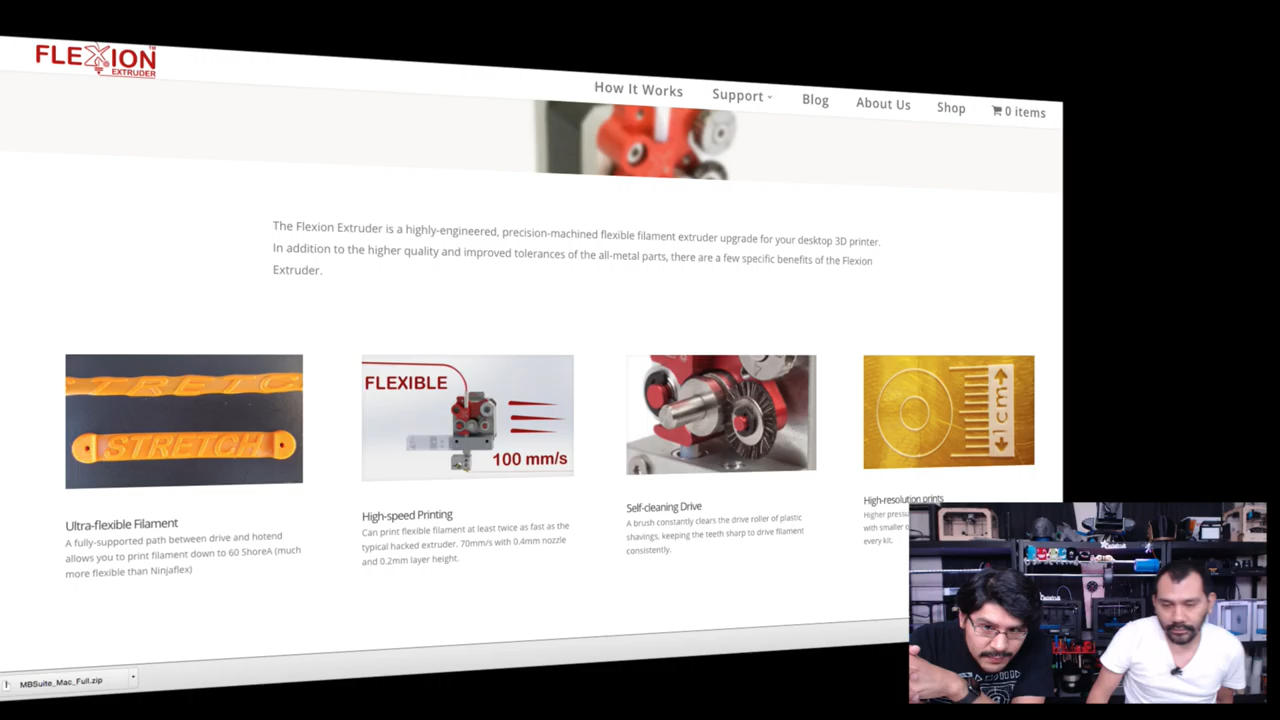 FLEXION
TM
EXTRUDER
How It Works
Support
Blog
About Us
Shop
0 items
The Flexion Extruder is a highly-engineered, precision-machined flexible filament extruder upgrade for your desktop 3D printer.
In addition to the higher quality and improved tolerances of the all-metal parts, there are a few specific benefits of the Flexion
Extruder.
STRETCH
STRETCH
FLEXIBLE
100 mm/s
1cm
Ultra-flexible Filament
A fully-supported path between drive and hotend
allows you to print filament down to 60 ShoreA (much
more flexible than Ninjaflex)
High-speed Printing
Can print flexible filament at least twice as fast as the
typical hacked extruder. 70mm/s with 0.4mm nozzle
and 0.2mm layer height.
Self-cleaning Drive
A brush constantly clears the drive roller of plastic
shavings, keeping the teeth sharp to drive filament
consistently.
High-resolution prints
Higher
with smaller
every kit.
MBSuite_Mac_Full.zip